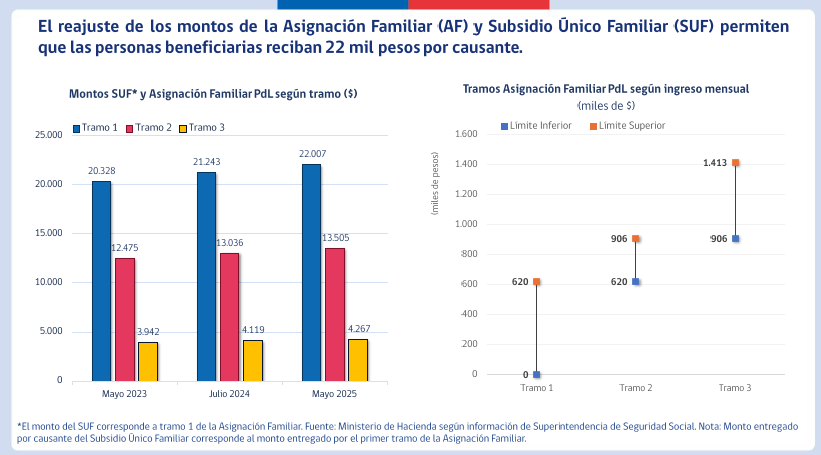 El reajuste de los montos de la Asignación Familiar (AF) y Subsidio Único Familiar (SUF) permiten
que las personas beneficiarias reciban 22 mil pesos por causante.
Montos SUF* y Asignación Familiar PdL según tramo ($)
Tramo 1 Tramo 2 Tramo 3
25.000
20.000
15.000
10.000
5.000
0
20.328
12.475
3.942
21.243
13.036
4.119
22.007
13.505
4.267
Mayo 2023 Julio 2024 Mayo 2025
Tramos Asignación Familiar PdL según ingreso mensual
(miles de $)
Límite Inferior Límite Superior
(miles de pesos)
1.600
1.400
1.200
1.000
800
600
400
200
0
620
0
906
620
1.413
906
Tramo 1 Tramo 2 Tramo 3
*El monto del SUF corresponde a tramo 1 de la Asignación Familiar. Fuente: Ministerio de Hacienda según información de Superintendencia de Seguridad Social. Nota: Monto entregado
por causante del Subsidio Único Familiar corresponde al monto entregado por el primer tramo de la Asignación Familiar.